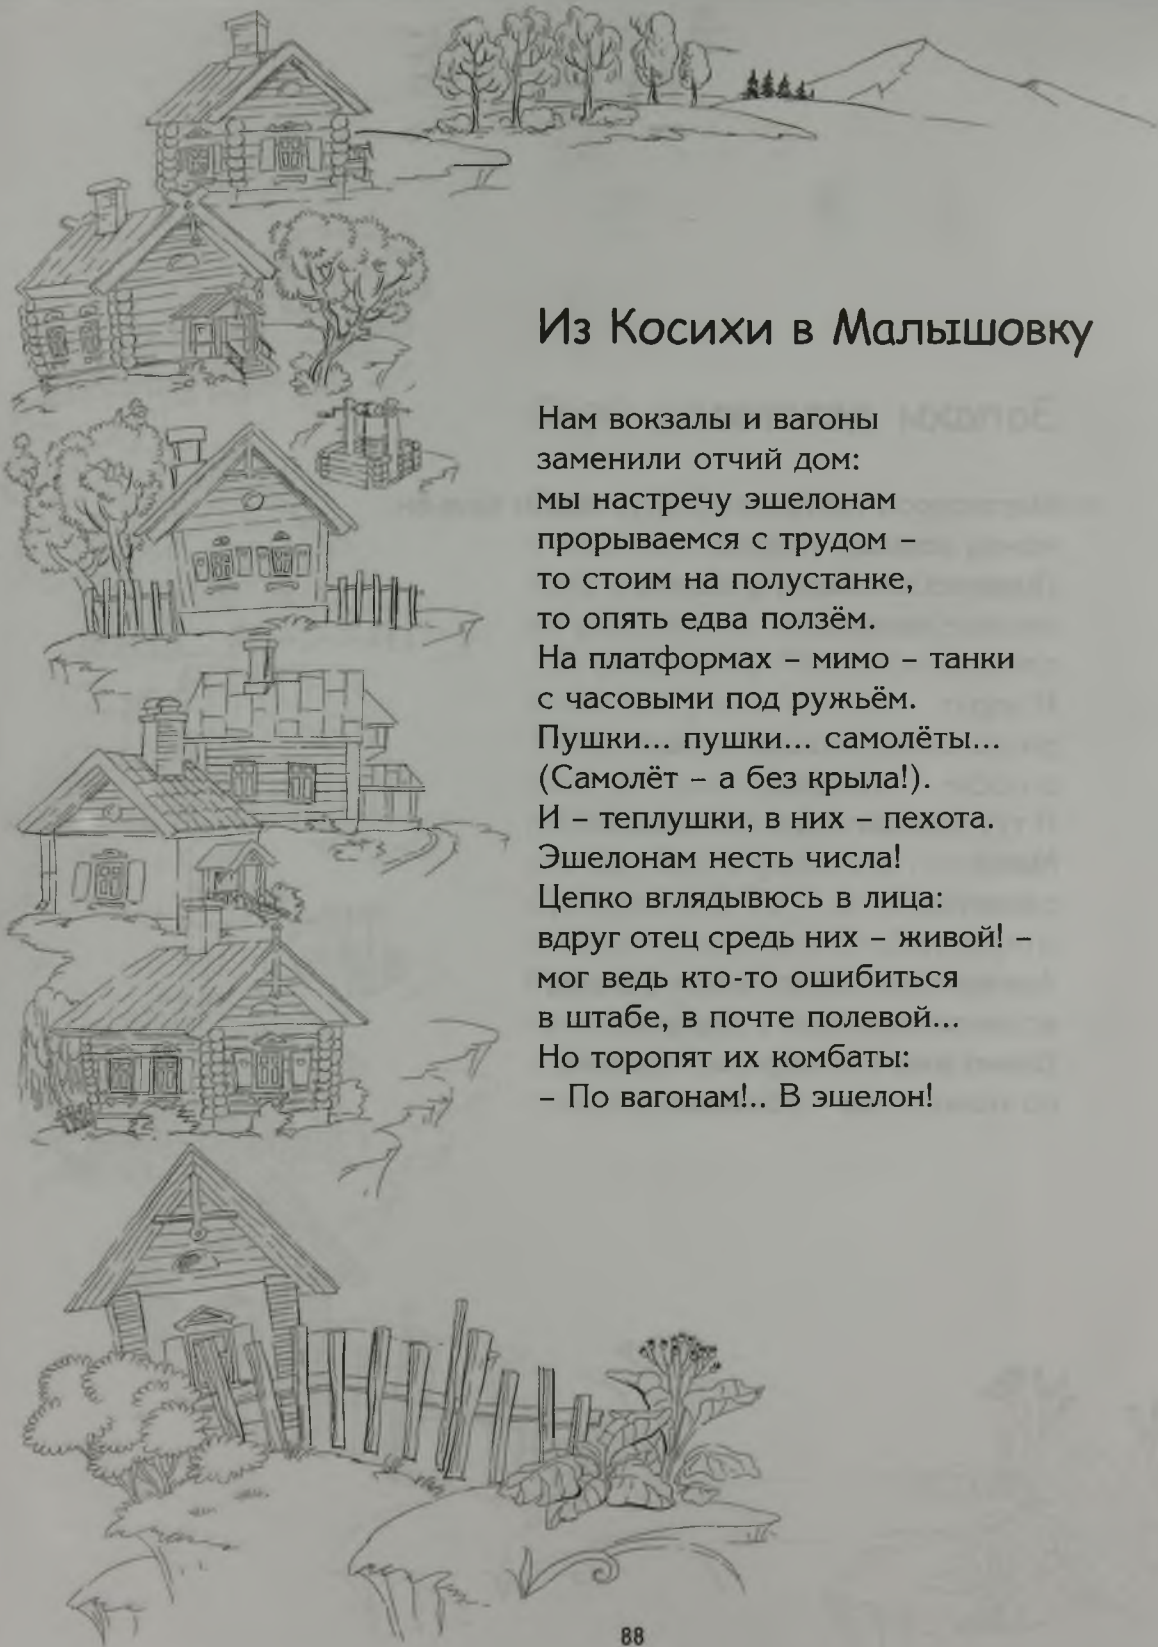 Из Косихи в Малышовку
Нам вокзалы и вагоны
заменили отчий дом:
мы настречу эшелонам
прорываемся с трудом –
то стоим на полустанке,
то опять едва ползём.
На платформах – мимо – танки
с часовыми под ружьём.
Пушки... пушки... самолёты...
(Самолёт – а без крыла!).
И – теплушки, в них – пехота.
Эшелонам несть числа!
Цепко вглядывюсь в лица:
вдруг отец средь них – живой! –
мог ведь кто-то ошибиться
в штабе, в почте полевой...
Но торопят их комбаты:
– По вагонам!.. В эшелон!
88